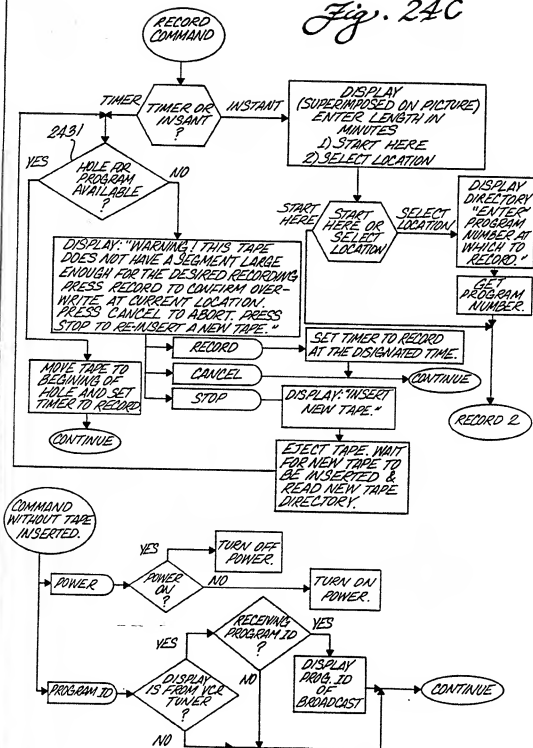 Fig. 24C
RECORD
COMMAND
TIMER
TIMER OR
INSANT
?
INSTANT
DISPLAY
(SUPERIMPOSED ON PICTURE)
ENTER LENGTH IN
MINUTES
1) START HERE
2) SELECT LOCATION
2431
YES
HOLE FOR
PROGRAM
AVAILABLE
?
NO
START
HERE
START
HERE OR
SELECT
LOCATION
SELECT
LOCATION
DISPLAY
DIRECTORY
"ENTER
PROGRAM
NUMBER AT
WHICH TO
RECORD."
GET
PROGRAM
NUMBER.
DISPLAY: "WARNING! THIS TAPE
DOES NOT HAVE A SEGMENT LARGE
ENOUGH FOR THE DESIRED RECORDING
PRESS RECORD TO CONFIRM OVER-
WRITE AT CURRENT LOCATION.
PRESS CANCEL TO ABORT. PRESS
STOP TO RE-INSERT A NEW TAPE."
RECORD
SET TIMER TO RECORD
AT THE DISIGNATED TIME.
CANCEL
CONTINUE
STOP
DISPLAY: "INSERT
NEW TAPE."
RECORD 2
MOVE TAPE TO
BEGINING OF
HOLE AND SET
TIMER TO RECORD
CONTINUE
EJECT TAPE. WAIT
FOR NEW TAPE TO
BE INSERTED &
READ NEW TAPE
DIRECTORY.
COMMAND
WITHOUT TAPE
INSERTED.
POWER
POWER
ON
?
YES
TURN OFF
POWER.
NO
TURN ON
POWER.
PROGRAM ID
DISPLAY
IS FROM VCR
TUNER
?
YES
RECENING
PROGRAM ID
?
YES
NO
DISPLAY
PROG. ID
OF
BROADCAST
CONTINUE
NO